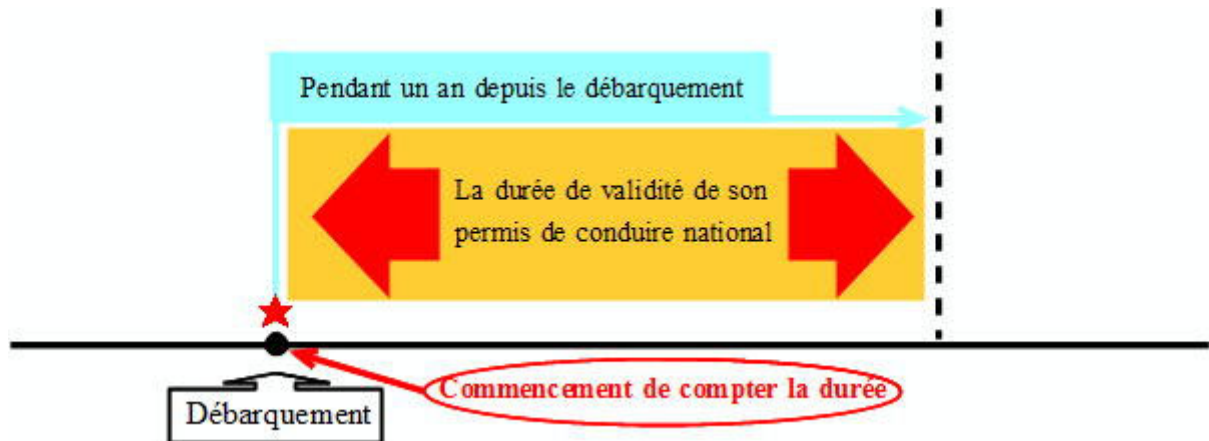 Pendant un an depuis le débarquement
La durée de validité de son
permis de conduire national
Commencement de compter la durée
Débarquement